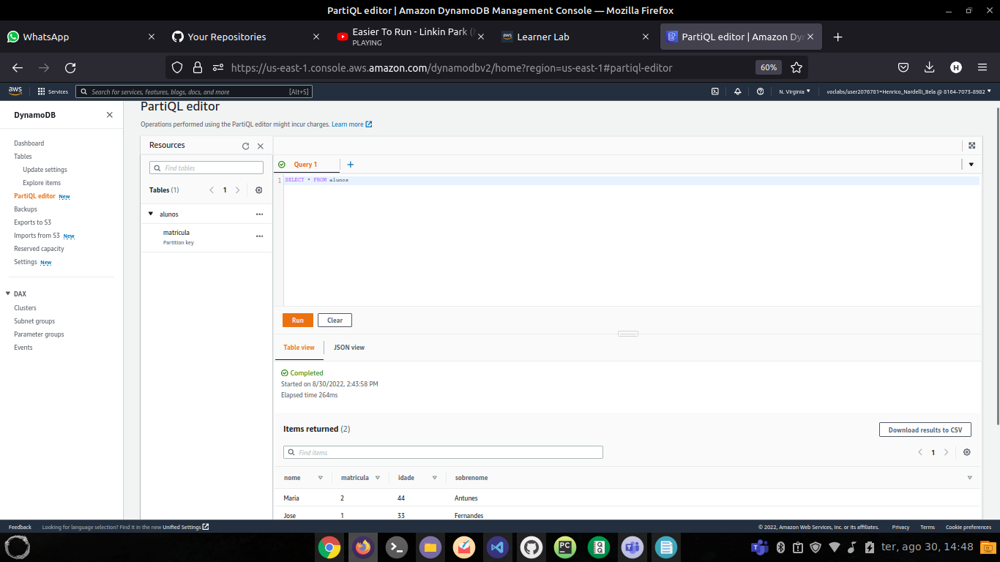 PartiQL editor | Amazon DynamoDB Management Console — Mozilla Firefox
WhatsApp
Your Repositories
Easier To Run - Linkin Park (
PLAYING
Learner Lab
PartiQL editor | Amazon Dy
https://us-east-1.console.aws.amazon.com/dynamodbv2/home?region=us-east-1#partiql-editor
60%
H
aws
Services
Search for services, features, blogs, docs, and more
[Alt+S]
N. Virginia
voclabs/user2076781=Henrico_Nardelli_Bela @ 8164-7073-8982
DynamoDB
Dashboard
Tables
Update settings
Explore items
PartiQL editor New
Backups
Exports to S3
Imports from S3 New
Reserved capacity
Settings New
DAX
Clusters
Subnet groups
Parameter groups
Events
PartiQL editor
Operations performed using the PartiQL editor might incur charges. Learn more
Resources
Find tables
Tables (1)
1
alunos
matricula
Partition key
Query 1
1 SELECT * FROM alunos
Run
Clear
Table view
JSON view
Completed
Started on 8/30/2022, 2:43:58 PM
Elapsed time 264ms
Items returned (2)
Download results to CSV
Find items
1
nome matricula idade sobrenome
Maria 2 44 Antunes
Jose 1 33 Fernandes
Feedback
Looking for language selection? Find it in the new Unified Settings
© 2022, Amazon Web Services, Inc. or its affiliates.
Privacy
Terms
Cookie preferences
ter, ago 30, 14:48